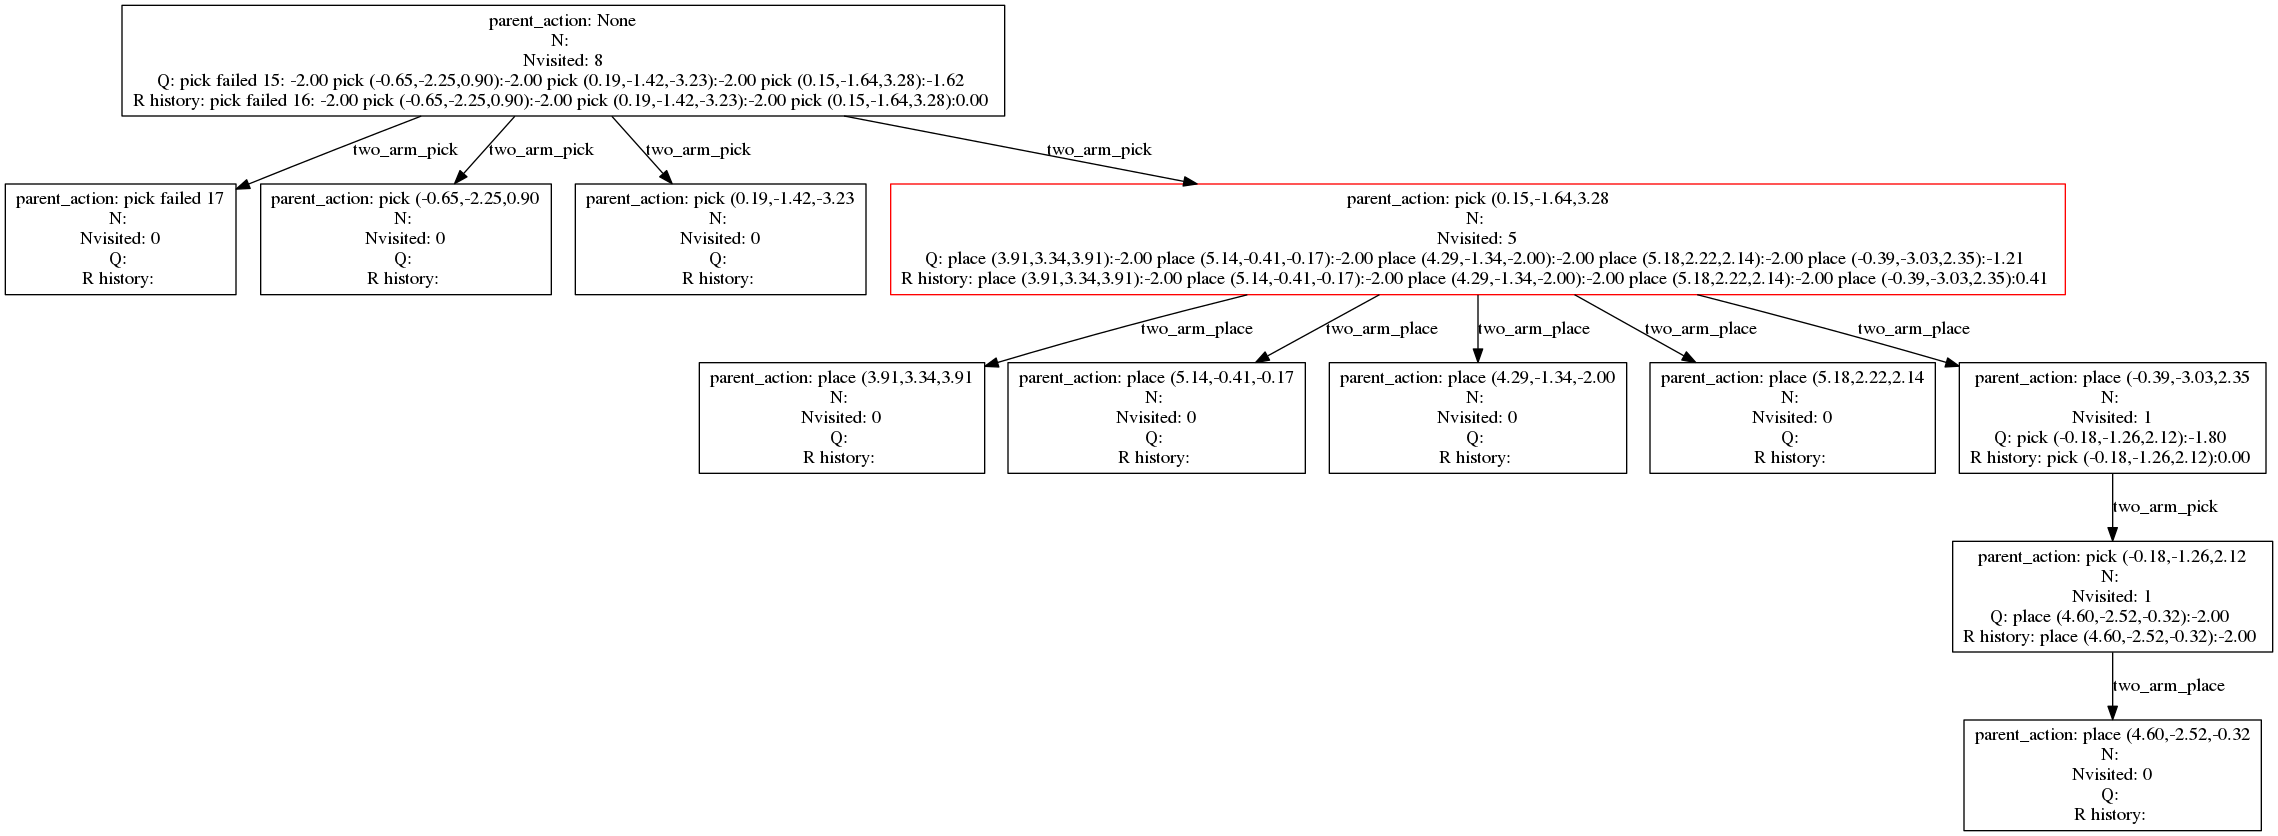 parent_action: None
N:
Nvisited: 8
Q: pick failed 15: -2.00 pick (-0.65,-2.25,0.90):-2.00 pick (0.19,-1.42,-3.23):-2.00 pick (0.15,-1.64,3.28):-1.62
R history: pick failed 16: -2.00 pick (-0.65,-2.25,0.90):-2.00 pick (0.19,-1.42,-3.23):-2.00 pick (0.15,-1.64,3.28):0.00
two_arm_pick
two_arm_pick
two_arm_pick
two_arm_pick
parent_action: pick failed 17
N:
Nvisited: 0
Q:
R history:
parent_action: pick (-0.65,-2.25,0.90
N:
Nvisited: 0
Q:
R history:
parent_action: pick (0.19,-1.42,-3.23
N:
Nvisited: 0
Q:
R history:
parent_action: pick (0.15,-1.64,3.28
N:
Nvisited: 5
Q: place (3.91,3.34,3.91):-2.00 place (5.14,-0.41,-0.17):-2.00 place (4.29,-1.34,-2.00):-2.00 place (5.18,2.22,2.14):-2.00 place (-0.39,-3.03,2.35):-1.21
R history: place (3.91,3.34,3.91):-2.00 place (5.14,-0.41,-0.17):-2.00 place (4.29,-1.34,-2.00):-2.00 place (5.18,2.22,2.14):-2.00 place (-0.39,-3.03,2.35):0.41
two_arm_place
two_arm_place
two_arm_place
two_arm_place
two_arm_place
parent_action: place (3.91,3.34,3.91
N:
Nvisited: 0
Q:
R history:
parent_action: place (5.14,-0.41,-0.17
N:
Nvisited: 0
Q:
R history:
parent_action: place (4.29,-1.34,-2.00
N:
Nvisited: 0
Q:
R history:
parent_action: place (5.18,2.22,2.14
N:
Nvisited: 0
Q:
R history:
parent_action: place (-0.39,-3.03,2.35
N:
Nvisited: 1
Q: pick (-0.18,-1.26,2.12):-1.80
R history: pick (-0.18,-1.26,2.12):0.00
two_arm_pick
parent_action: pick (-0.18,-1.26,2.12
N:
Nvisited: 1
Q: place (4.60,-2.52,-0.32):-2.00
R history: place (4.60,-2.52,-0.32):-2.00
two_arm_place
parent_action: place (4.60,-2.52,-0.32
N:
Nvisited: 0
Q:
R history: